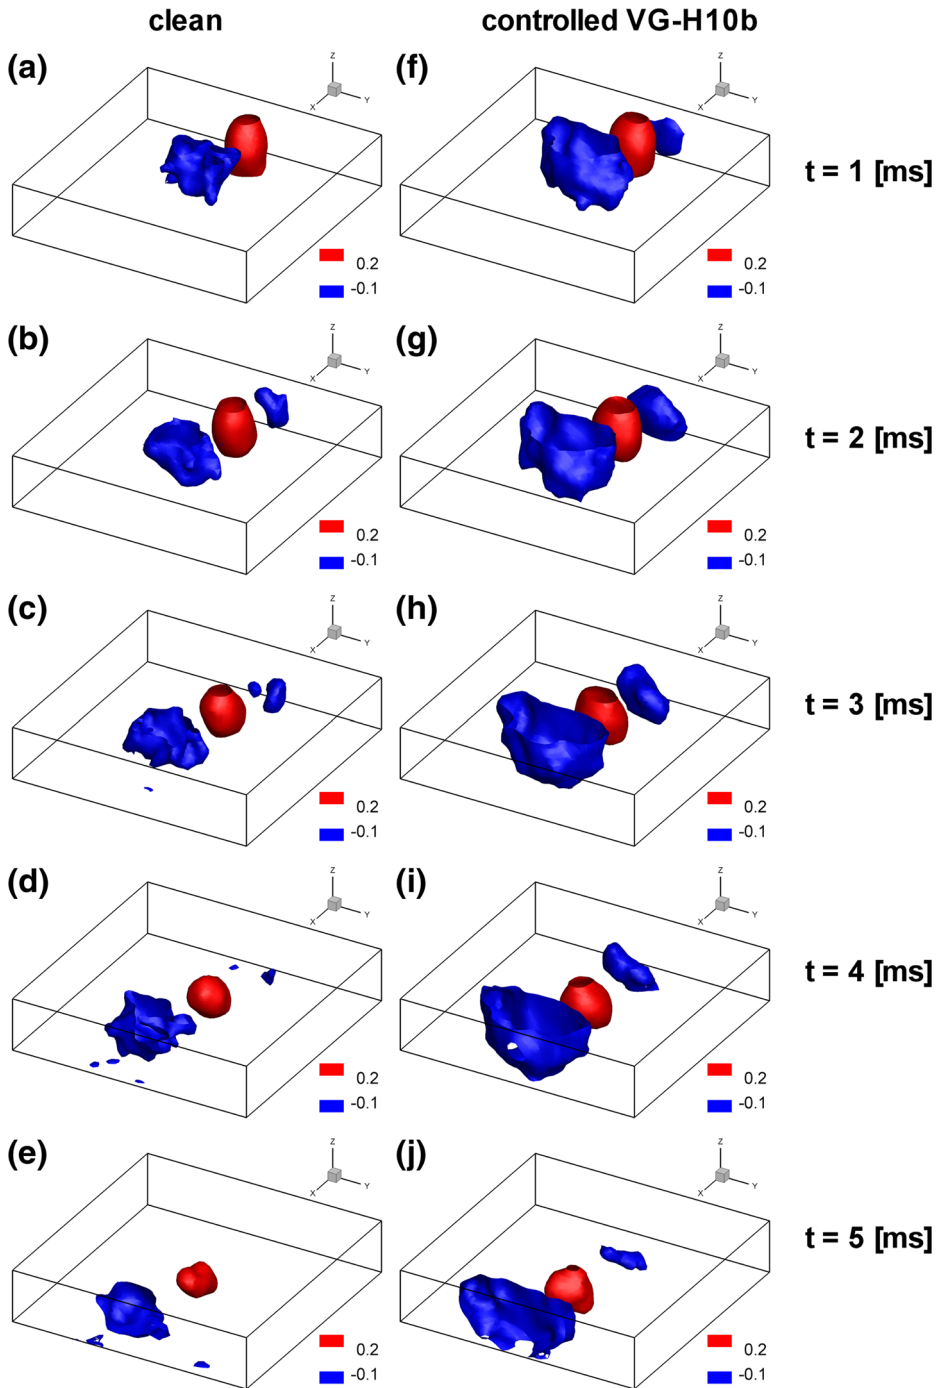 clean controlled VG-H10b
(a) Z X Y (f) Z X Y
t = 1 [ms]
0.2 0.2
-0.1 -0.1
(b) Z X Y (g) Z X Y
t = 2 [ms]
0.2 0.2
-0.1 -0.1
(c) Z X Y (h) Z X Y
t = 3 [ms]
0.2 0.2
-0.1 -0.1
(d) Z X Y (i) Z X Y
t = 4 [ms]
0.2 0.2
-0.1 -0.1
(e) Z X Y (j) Z X Y
t = 5 [ms]
0.2 0.2
-0.1 -0.1